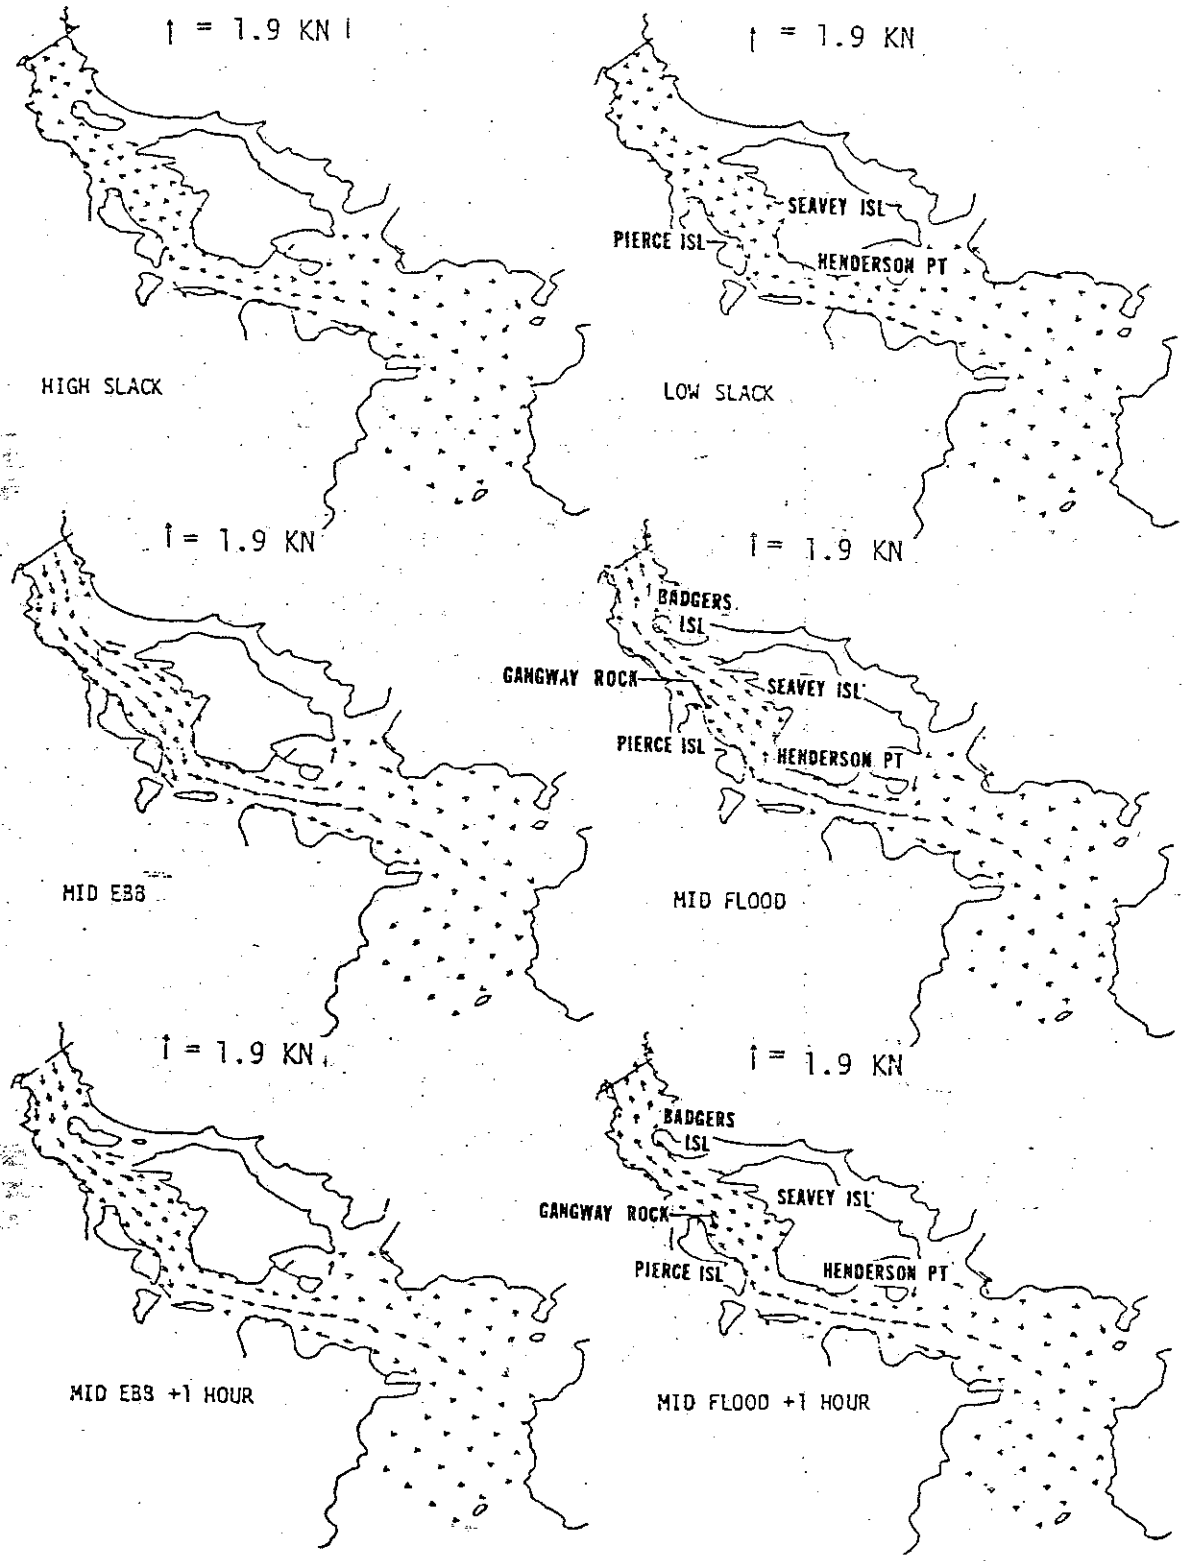 ↑ = 1.9 KN
↑ = 1.9 KN
SEAVEY ISL
PIERCE ISL
HENDERSON PT
HIGH SLACK
LOW SLACK
↑ = 1.9 KN
↑ = 1.9 KN
BADGERS
ISL
GANGWAY ROCK
SEAVEY ISL
PIERCE ISL
HENDERSON PT
MID EBB
MID FLOOD
↑ = 1.9 KN
↑ = 1.9 KN
BADGERS
ISL
SEAVEY ISL
GANGWAY ROCK
PIERCE ISL
HENDERSON PT
MID EBB +1 HOUR
MID FLOOD +1 HOUR